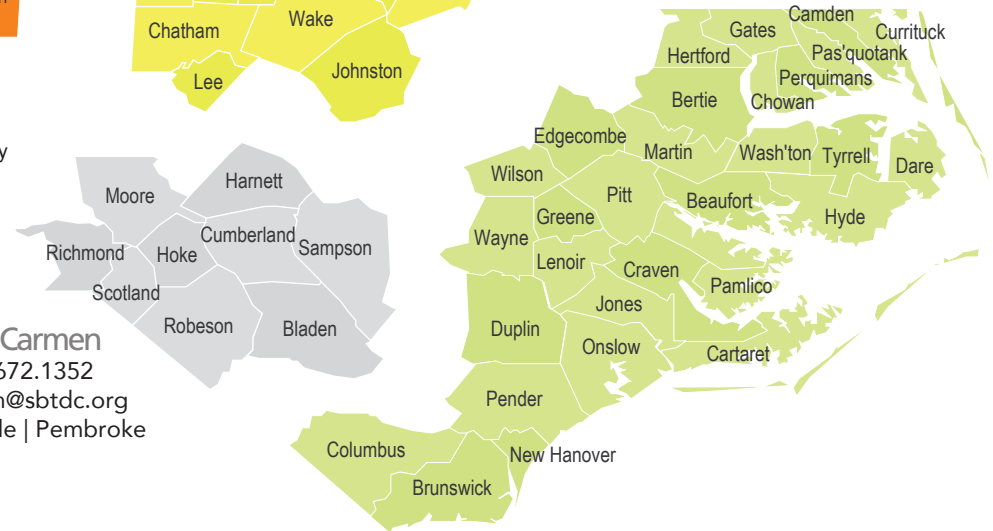 Camden
Gates
Currituck
Wake
Chatham
Pas'quotank
Hertford
Johnston
Perquimans
Lee
Bertie
Chowan
Edgecombe
Martin
Wash'ton
Tyrrell
Dare
Wilson
Harnett
Moore
Pitt
Beaufort
Greene
Hyde
Cumberland
Wayne
Sampson
Richmond
Hoke
Lenoir
Craven
Pamlico
Scotland
Jones
Robeson
Bladen
Duplin
Carmen
Onslow
Cartaret
672.1352
@sbtdc.org
Pender
| Pembroke
Columbus
New Hanover
Brunswick